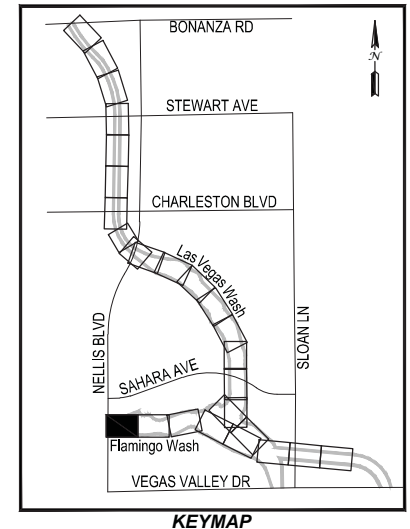 BONANZA RD
N
STEWART AVE
CHARLESTON BLVD
Las Vegas Wash
NELLIS BLVD
SLOAN LN
SAHARA AVE
Flamingo Wash
VEGAS VALLEY DR
KEYMAP